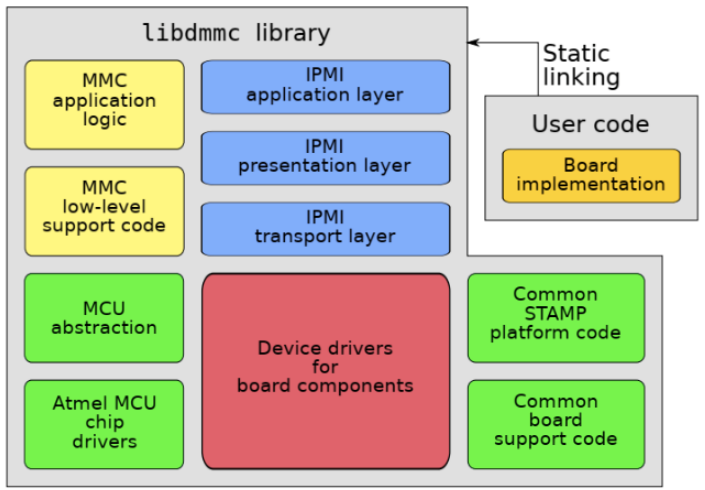 libdmmc library
MMC
application
logic
IPMI
application layer
Static
linking
User code
IPMI
presentation layer
Board
implementation
MMC
low-level
support code
IPMI
transport layer
MCU
abstraction
Device drivers
for
board components
Common
STAMP
platform code
Atmel MCU
chip
drivers
Common
board
support code